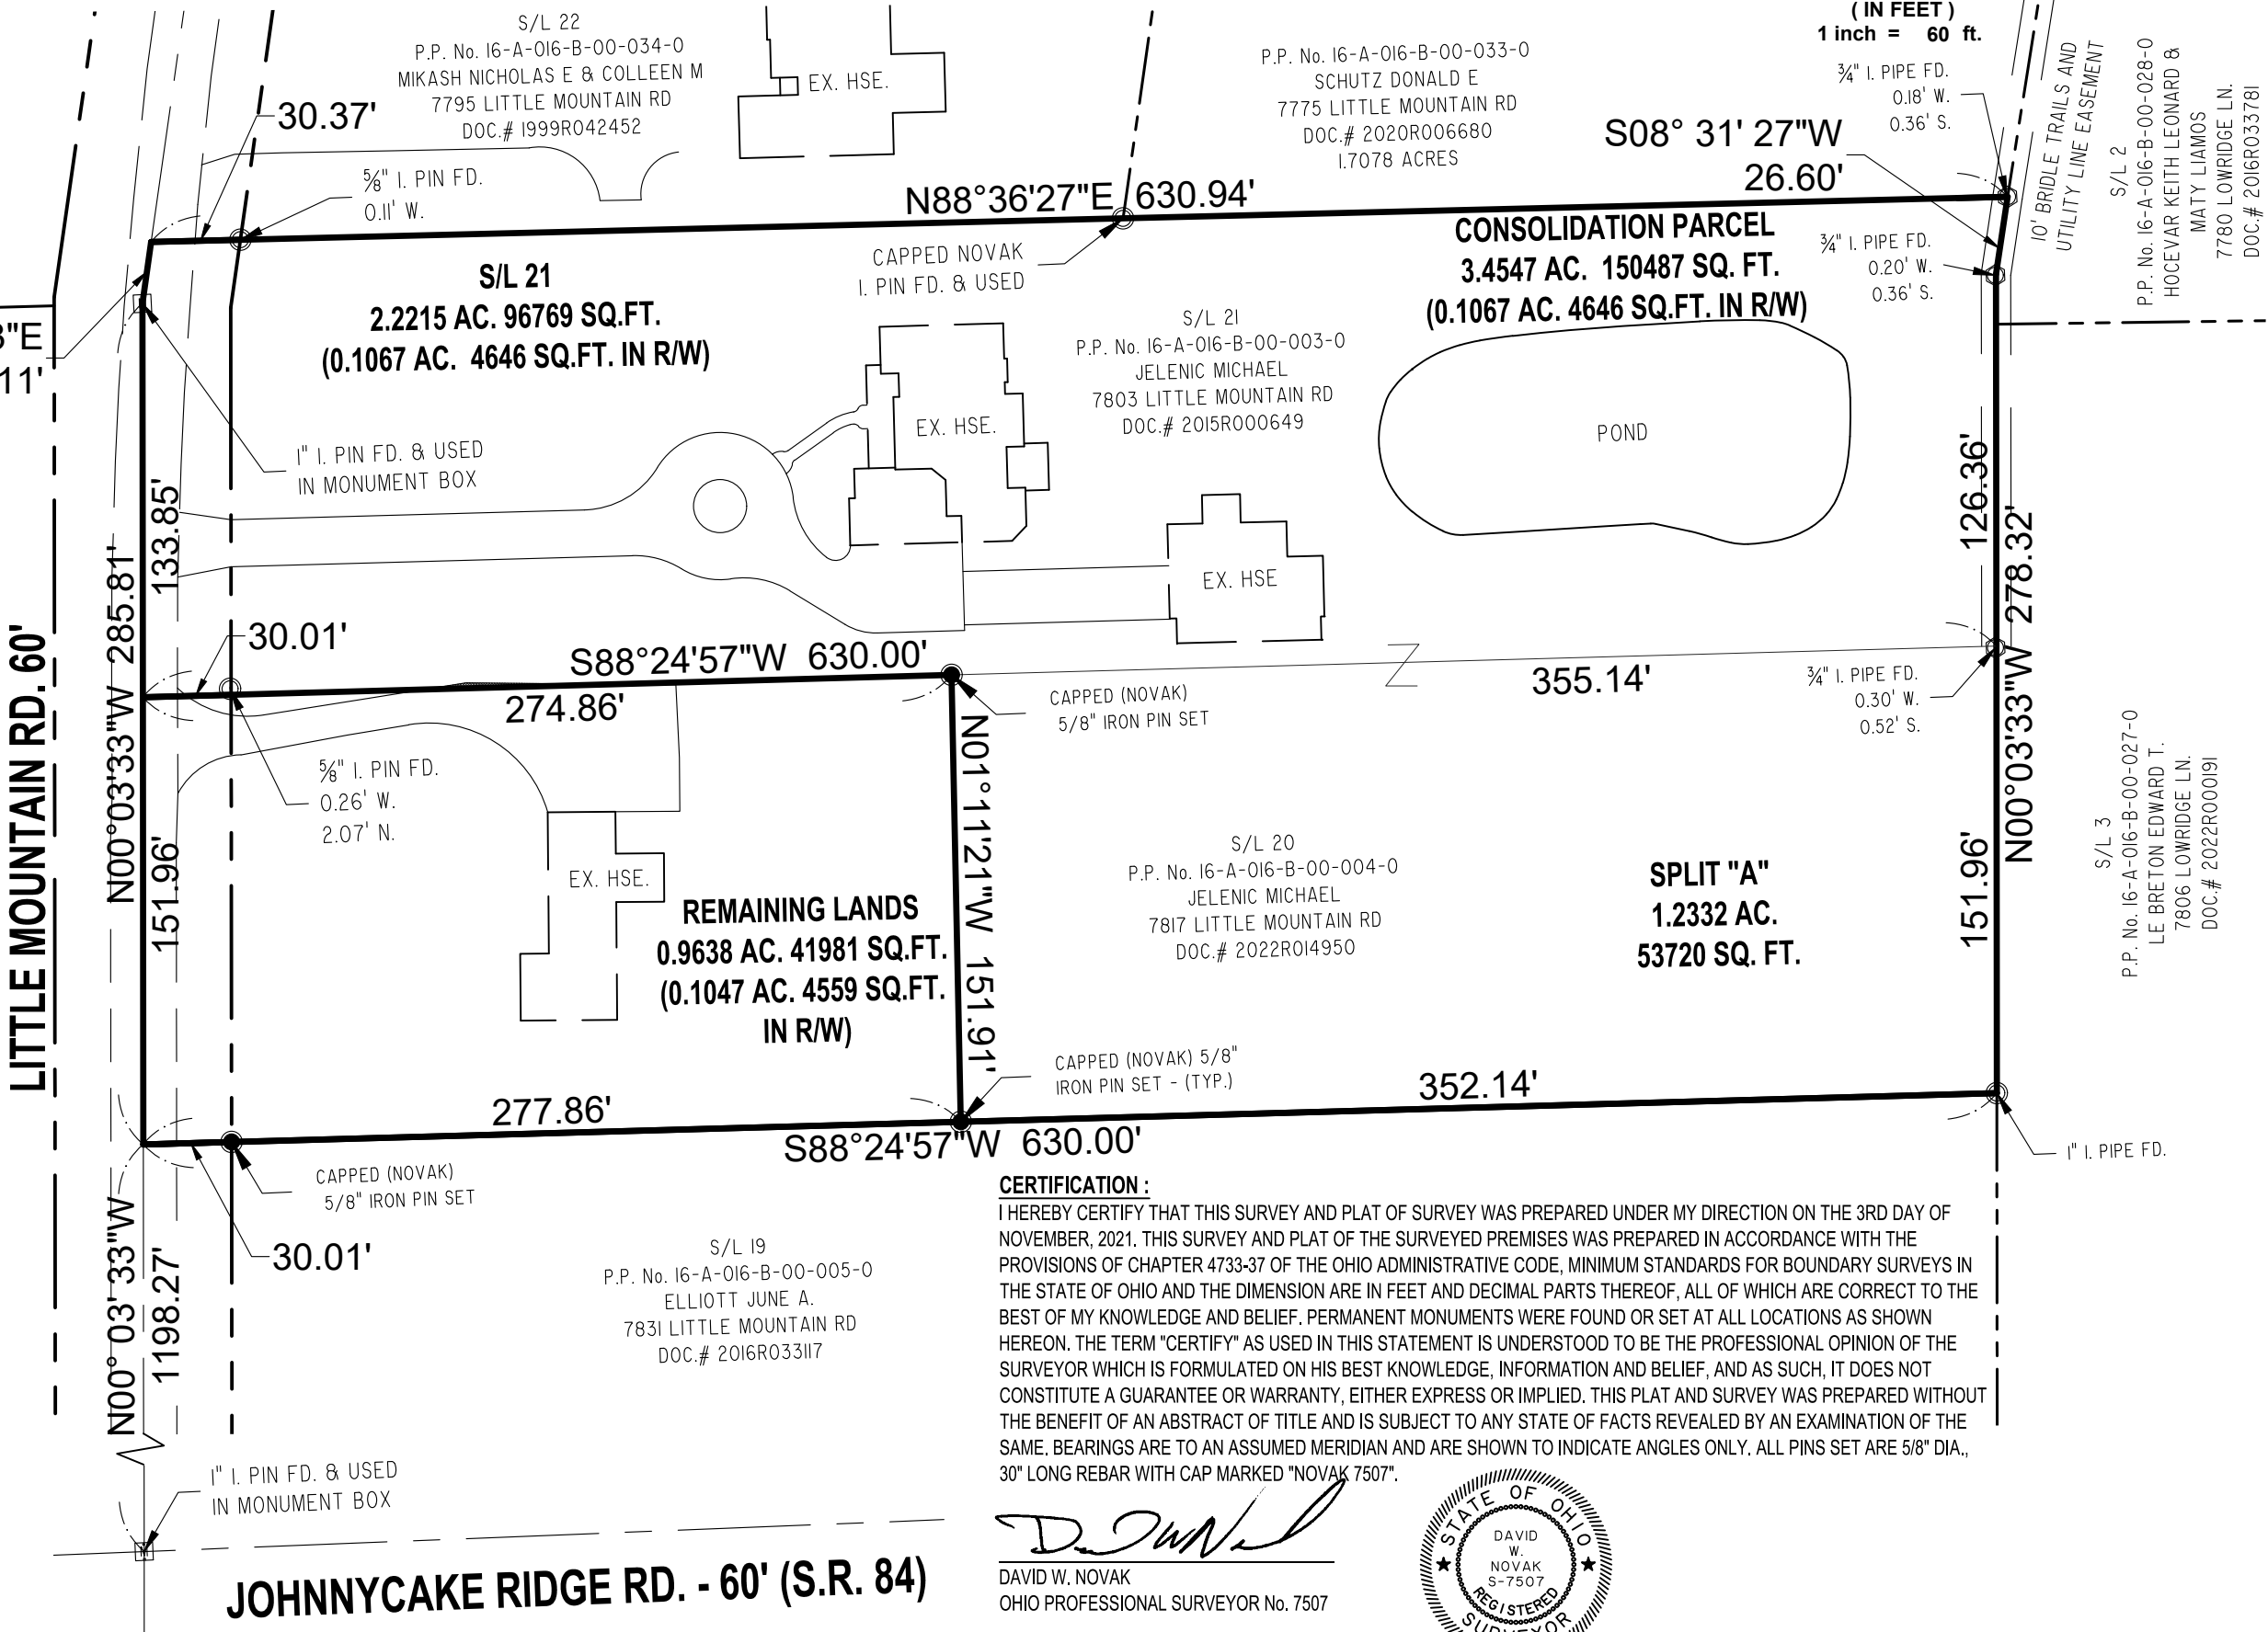 ( IN FEET )
1 inch = 60 ft.
S/L 22
P.P. No. 16-A-016-B-00-034-0
MIKASH NICHOLAS E & COLLEEN M
7795 LITTLE MOUNTAIN RD
DOC.# 1999R042452
EX. HSE.
P.P. No. 16-A-016-B-00-033-0
SCHUTZ DONALD E
7775 LITTLE MOUNTAIN RD
DOC.# 2020R006680
1.7078 ACRES
¾" I. PIPE FD.
0.18' W.
0.36' S.
10' BRIDLE TRAILS AND
UTILITY LINE EASEMENT
S/L 2
P.P. No. 16-A-016-B-00-028-0
HOCEVAR KEITH LEONARD &
MATY LIAMOS
7780 LOWRIDGE LN.
DOC.# 2016R033781
30.37'
⅝" I. PIN FD.
0.11' W.
N88°36'27"E 630.94'
S08° 31' 27"W
26.60'
CAPPED NOVAK
I. PIN FD. & USED
CONSOLIDATION PARCEL
3.4547 AC. 150487 SQ. FT.
(0.1067 AC. 4646 SQ.FT. IN R/W)
¾" I. PIPE FD.
0.20' W.
0.36' S.
S/L 21
2.2215 AC. 96769 SQ.FT.
(0.1067 AC. 4646 SQ.FT. IN R/W)
"E
11'
S/L 21
P.P. No. 16-A-016-B-00-003-0
JELENIC MICHAEL
7803 LITTLE MOUNTAIN RD
DOC.# 2015R000649
EX. HSE.
POND
1" I. PIN FD. & USED
IN MONUMENT BOX
133.85'
N00°03'33"W 285.81'
126.36'
N00°03'33"W 278.32'
EX. HSE
LITTLE MOUNTAIN RD. 60'
30.01'
S88°24'57"W 630.00'
274.86'
355.14'
CAPPED (NOVAK)
5/8" IRON PIN SET
¾" I. PIPE FD.
0.30' W.
0.52' S.
⅝" I. PIN FD.
0.26' W.
2.07' N.
151.96'
EX. HSE.
N01°11'21"W 151.91'
REMAINING LANDS
0.9638 AC. 41981 SQ.FT.
(0.1047 AC. 4559 SQ.FT.
IN R/W)
S/L 20
P.P. No. 16-A-016-B-00-004-0
JELENIC MICHAEL
7817 LITTLE MOUNTAIN RD
DOC.# 2022R014950
SPLIT "A"
1.2332 AC.
53720 SQ. FT.
151.96'
S/L 3
P.P. No. 16-A-016-B-00-027-0
LE BRETON EDWARD T.
7806 LOWRIDGE LN.
DOC.# 2022R000191
CAPPED (NOVAK) 5/8"
IRON PIN SET - (TYP.)
277.86'
352.14'
S88°24'57"W 630.00'
1" I. PIPE FD.
CAPPED (NOVAK)
5/8" IRON PIN SET
30.01'
N00° 03' 33"W
1198.27'
S/L 19
P.P. No. 16-A-016-B-00-005-0
ELLIOTT JUNE A.
7831 LITTLE MOUNTAIN RD
DOC.# 2016R033117
1" I. PIN FD. & USED
IN MONUMENT BOX
JOHNNYCAKE RIDGE RD. - 60' (S.R. 84)
CERTIFICATION :
I HEREBY CERTIFY THAT THIS SURVEY AND PLAT OF SURVEY WAS PREPARED UNDER MY DIRECTION ON THE 3RD DAY OF
NOVEMBER, 2021. THIS SURVEY AND PLAT OF THE SURVEYED PREMISES WAS PREPARED IN ACCORDANCE WITH THE
PROVISIONS OF CHAPTER 4733-37 OF THE OHIO ADMINISTRATIVE CODE, MINIMUM STANDARDS FOR BOUNDARY SURVEYS IN
THE STATE OF OHIO AND THE DIMENSION ARE IN FEET AND DECIMAL PARTS THEREOF, ALL OF WHICH ARE CORRECT TO THE
BEST OF MY KNOWLEDGE AND BELIEF. PERMANENT MONUMENTS WERE FOUND OR SET AT ALL LOCATIONS AS SHOWN
HEREON. THE TERM "CERTIFY" AS USED IN THIS STATEMENT IS UNDERSTOOD TO BE THE PROFESSIONAL OPINION OF THE
SURVEYOR WHICH IS FORMULATED ON HIS BEST KNOWLEDGE, INFORMATION AND BELIEF, AND AS SUCH, IT DOES NOT
CONSTITUTE A GUARANTEE OR WARRANTY, EITHER EXPRESS OR IMPLIED. THIS PLAT AND SURVEY WAS PREPARED WITHOUT
THE BENEFIT OF AN ABSTRACT OF TITLE AND IS SUBJECT TO ANY STATE OF FACTS REVEALED BY AN EXAMINATION OF THE
SAME. BEARINGS ARE TO AN ASSUMED MERIDIAN AND ARE SHOWN TO INDICATE ANGLES ONLY. ALL PINS SET ARE 5/8" DIA.,
30" LONG REBAR WITH CAP MARKED "NOVAK 7507".
DAVID W. NOVAK
OHIO PROFESSIONAL SURVEYOR No. 7507
STATE OF OHIO
DAVID
W.
NOVAK
S-7507
REGISTERED
SURVEYOR